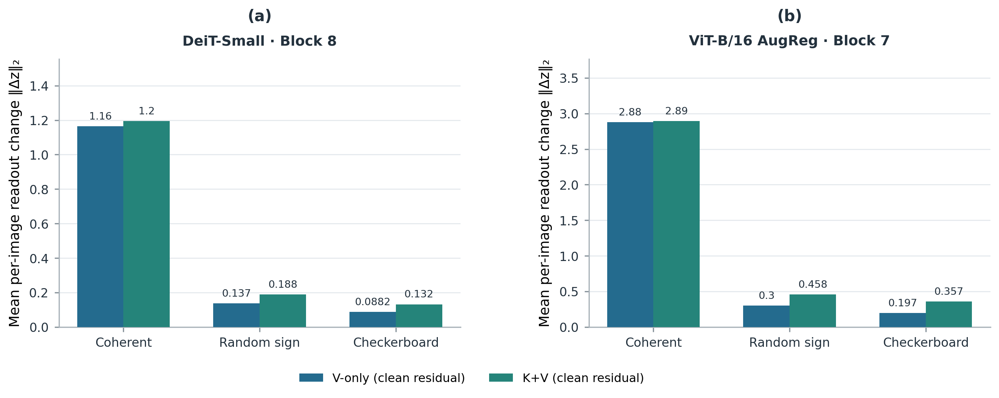 (a)
DeiT-Small · Block 8
Mean per-image readout change ‖Δz‖₂
1.4
1.2
1.0
0.8
0.6
0.4
0.2
0.0
1.16
1.2
0.137
0.188
0.0882
0.132
Coherent
Random sign
Checkerboard
(b)
ViT-B/16 AugReg · Block 7
Mean per-image readout change ‖Δz‖₂
3.5
3.0
2.5
2.0
1.5
1.0
0.5
0.0
2.88
2.89
0.3
0.458
0.197
0.357
Coherent
Random sign
Checkerboard
V-only (clean residual)
K+V (clean residual)